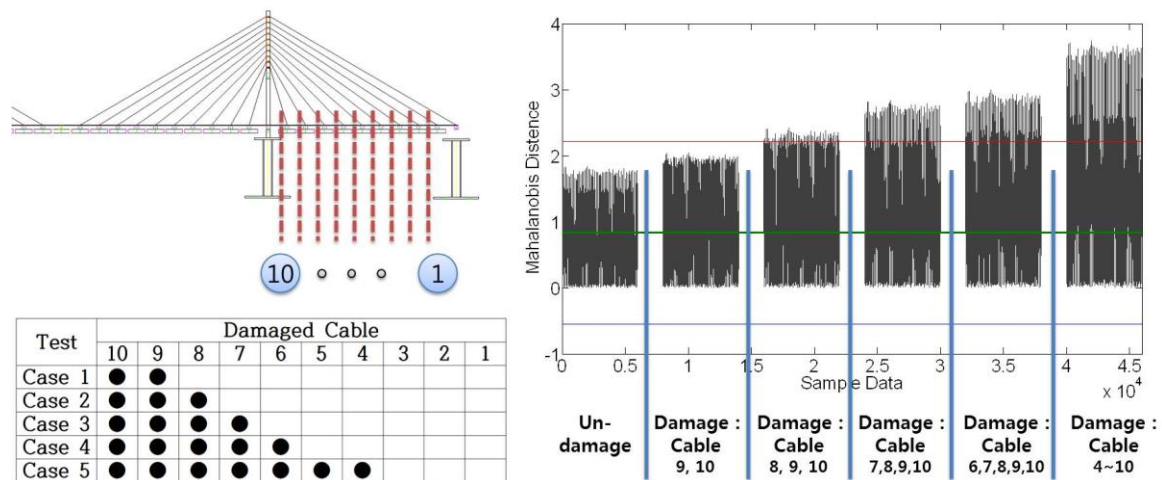 10 1
Test Damaged Cable
10 9 8 7 6 5 4 3 2 1
Case 1
Case 2
Case 3
Case 4
Case 5
Mahalanobis Distence
4
3
2
1
0
-1
0 0.5 1 1.5 2 2.5 3 3.5 4 4.5
Sample Data
x 10⁴
Un-
damage
Damage :
Cable
9, 10
Damage :
Cable
8, 9, 10
Damage :
Cable
7,8,9,10
Damage :
Cable
6,7,8,9,10
Damage :
Cable
4~10